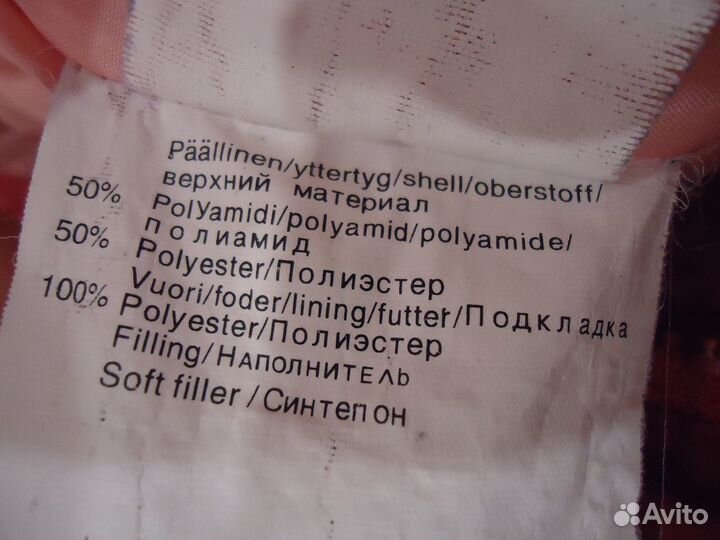 Päällinen/yttertyg/shell/oberstoff/
верхний материал
50% PolYamidi/polyamid/polyamide/
полиамид
50% Polyester/Полиэстер
Vuori/foder/lining/futter/Подкладка
100% Polyester/Полиэстер
Filling/НАПОЛНИТЕЛЬ
Soft filler/Синтепон
Avito